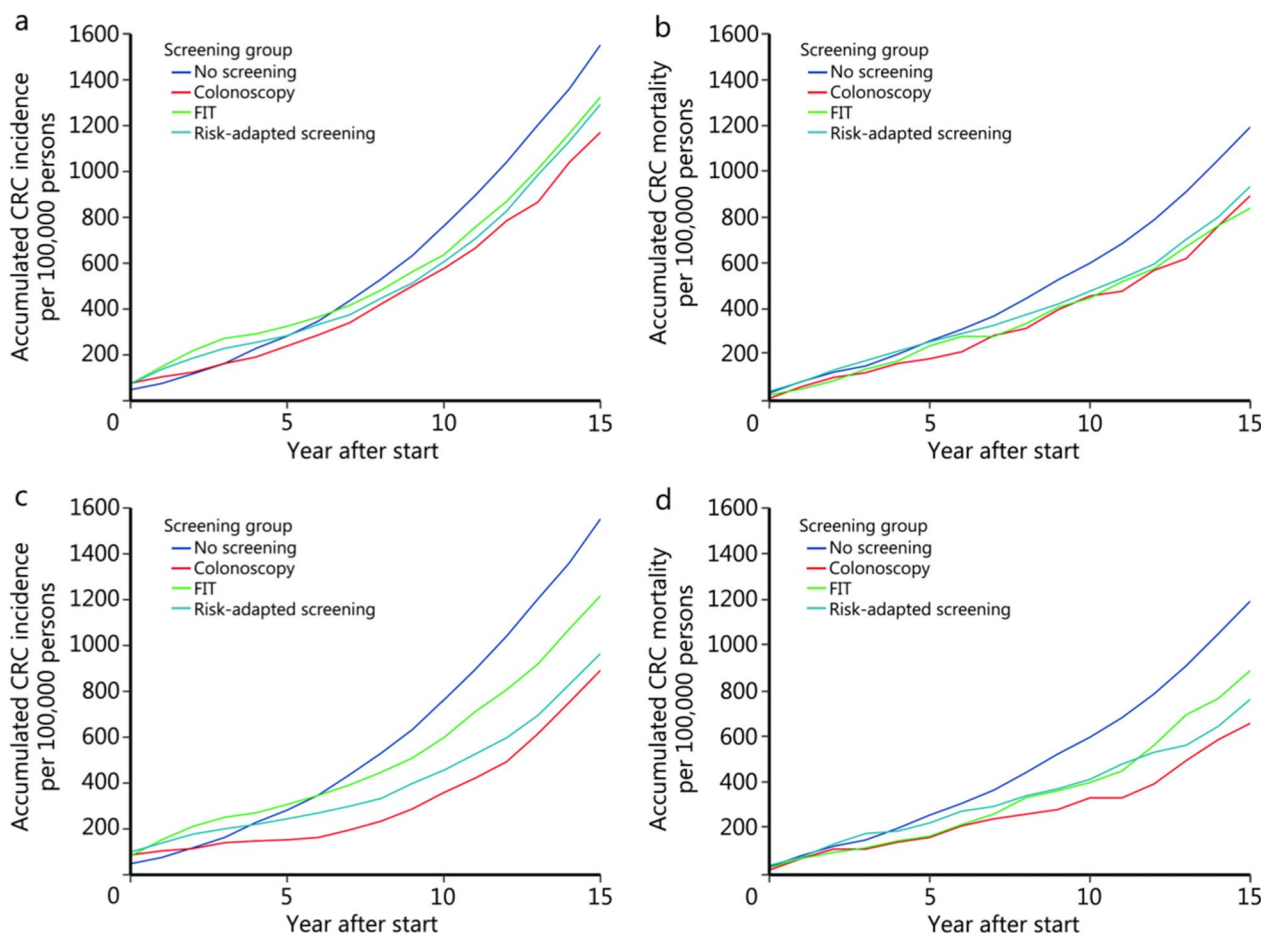 a
Accumulated CRC incidence
per 100,000 persons
1600
1400
1200
1000
800
600
400
200
0
5
10
15
Year after start
Screening group
No screening
Colonoscopy
FIT
Risk-adapted screening
b
Accumulated CRC mortality
per 100,000 persons
1600
1400
1200
1000
800
600
400
200
0
5
10
15
Year after start
Screening group
No screening
Colonoscopy
FIT
Risk-adapted screening
c
Accumulated CRC incidence
per 100,000 persons
1600
1400
1200
1000
800
600
400
200
0
5
10
15
Year after start
Screening group
No screening
Colonoscopy
FIT
Risk-adapted screening
d
Accumulated CRC mortality
per 100,000 persons
1600
1400
1200
1000
800
600
400
200
0
5
10
15
Year after start
Screening group
No screening
Colonoscopy
FIT
Risk-adapted screening